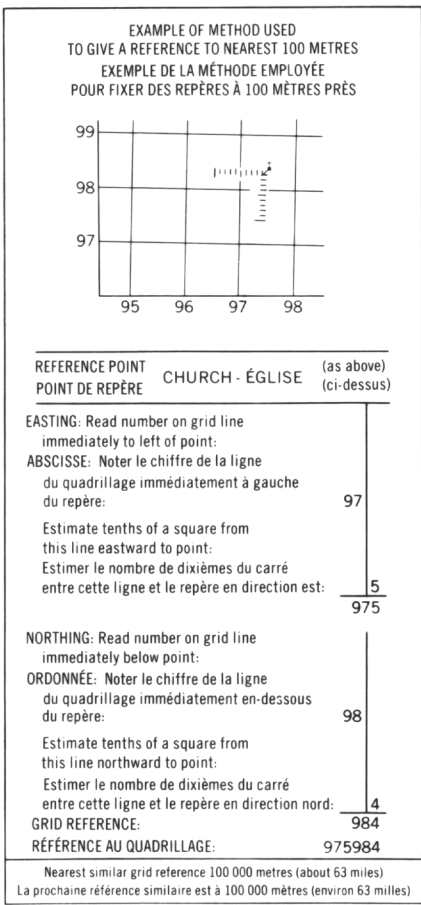 EXAMPLE OF METHOD USED
TO GIVE A REFERENCE TO NEAREST 100 METRES
EXEMPLE DE LA MÉTHODE EMPLOYÉE
POUR FIXER DES REPÈRES À 100 MÈTRES PRÈS
99
98
97
95 96 97 98
REFERENCE POINT
POINT DE REPÈRE
CHURCH - ÉGLISE
(as above)
(ci-dessus)
EASTING: Read number on grid line
immediately to left of point:
ABSCISSE: Noter le chiffre de la ligne
du quadrillage immédiatement à gauche
du repère: 97
Estimate tenths of a square from
this line eastward to point:
Estimer le nombre de dixièmes du carré
entre cette ligne et le repère en direction est: 5
975
NORTHING: Read number on grid line
immediately below point:
ORDONNÉE: Noter le chiffre de la ligne
du quadrillage immédiatement en-dessous
du repère: 98
Estimate tenths of a square from
this line northward to point:
Estimer le nombre de dixièmes du carré
entre cette ligne et le repère en direction nord: 4
GRID REFERENCE: 984
RÉFÉRENCE AU QUADRILLAGE: 975984
Nearest similar grid reference 100 000 metres (about 63 miles)
La prochaine référence similaire est à 100 000 mètres (environ 63 milles)